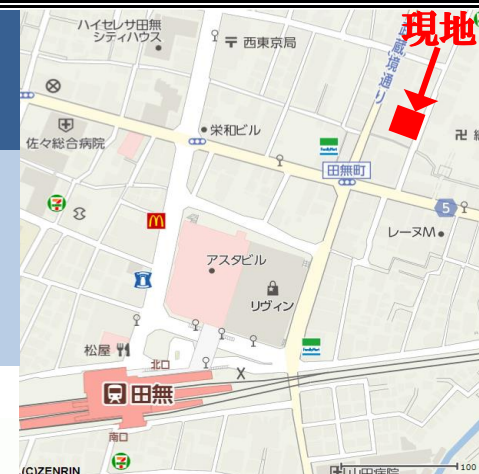 現地
武蔵境通り
ハイセレサ田無
シティハウス
西東京局
栄和ビル
佐々総合病院
FamilyMart
田無町
5
レーヌM
アスタビル
リヴィン
松屋
北口
田無
FamilyMart
南口
山田病院
100
(C)ZENRIN